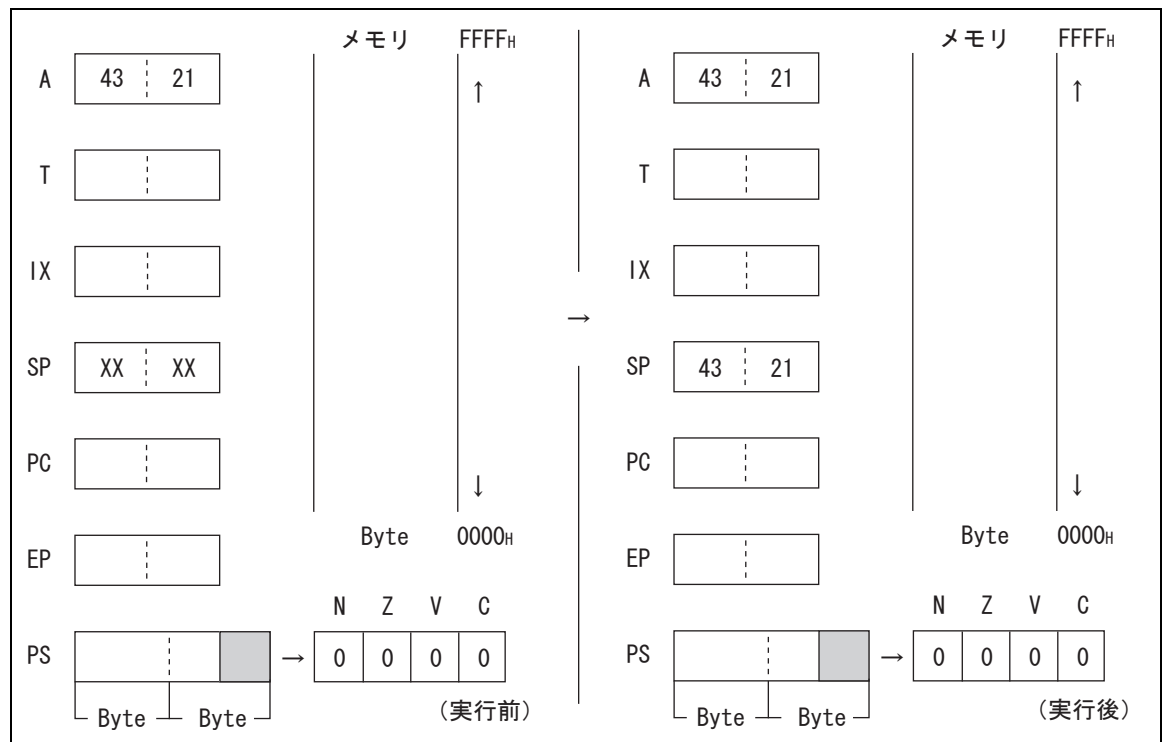 メモリ FFFFH
A 43 21 ↑
T
IX
SP XX XX
PC
↓
Byte 0000H
EP
N Z V C
PS → 0 0 0 0
Byte Byte (実行前)
→
メモリ FFFFH
A 43 21 ↑
T
IX
SP 43 21
PC
↓
Byte 0000H
EP
N Z V C
PS → 0 0 0 0
Byte Byte (実行後)